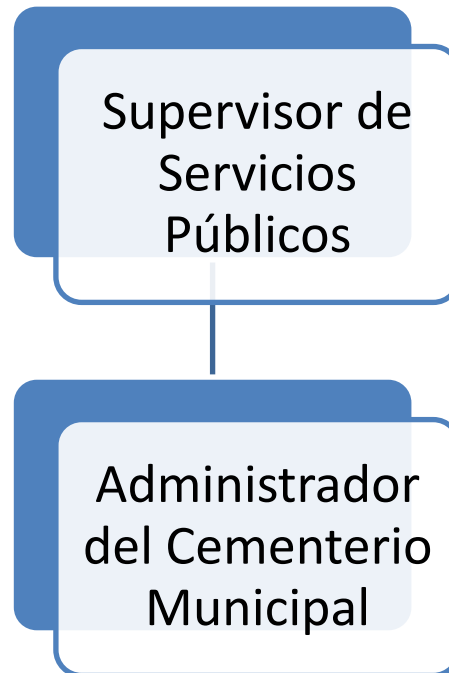 Supervisor de
Servicios
Públicos
Administrador
del Cementerio
Municipal